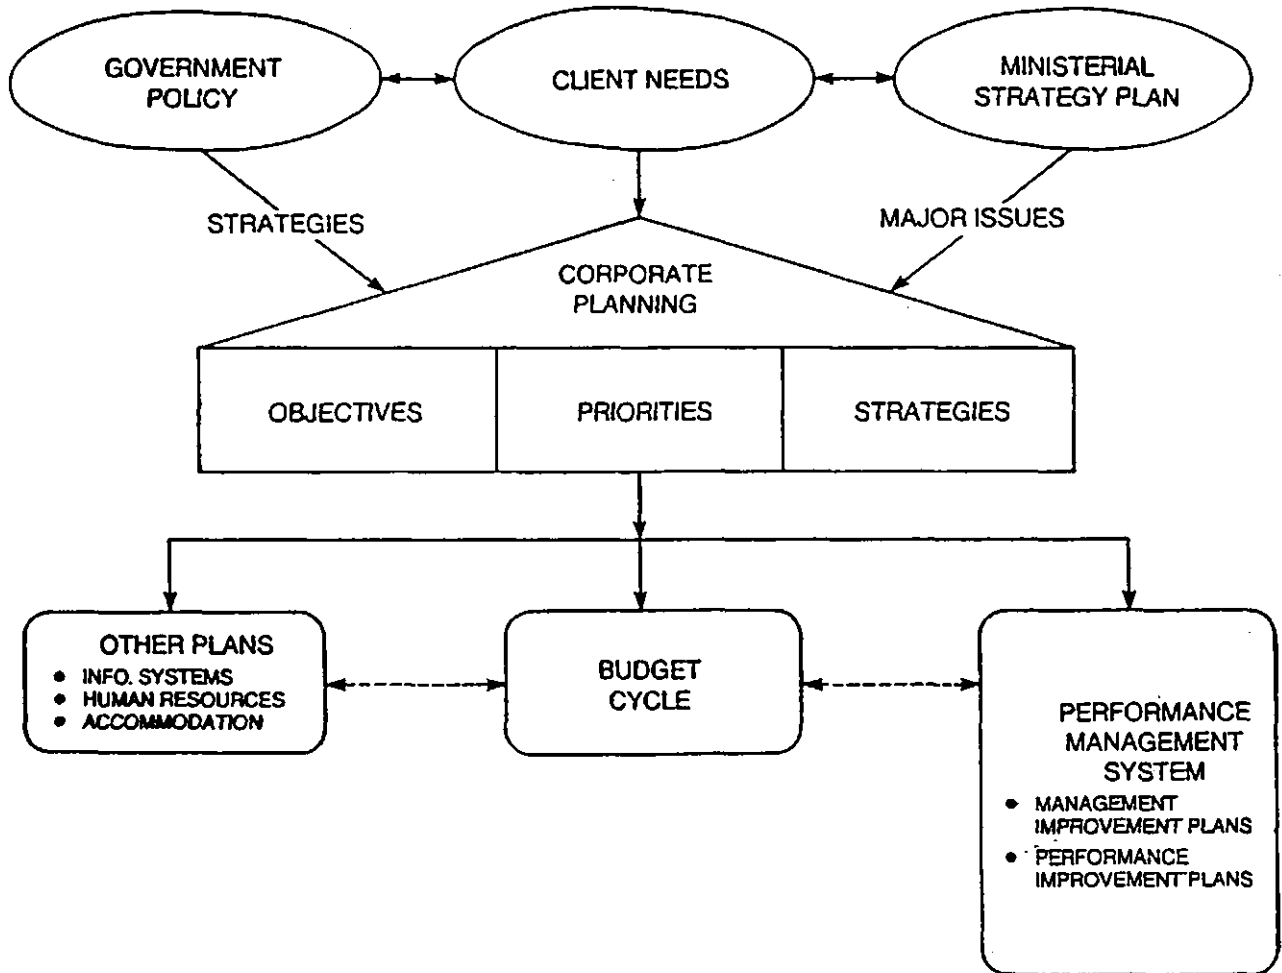 GOVERNMENT
POLICY
CLIENT NEEDS
MINISTERIAL
STRATEGY PLAN
STRATEGIES
MAJOR ISSUES
CORPORATE
PLANNING
OBJECTIVES
PRIORITIES
STRATEGIES
OTHER PLANS
● INFO. SYSTEMS
● HUMAN RESOURCES
● ACCOMMODATION
BUDGET
CYCLE
PERFORMANCE
MANAGEMENT
SYSTEM
● MANAGEMENT
IMPROVEMENT PLANS
● PERFORMANCE
IMPROVEMENT PLANS